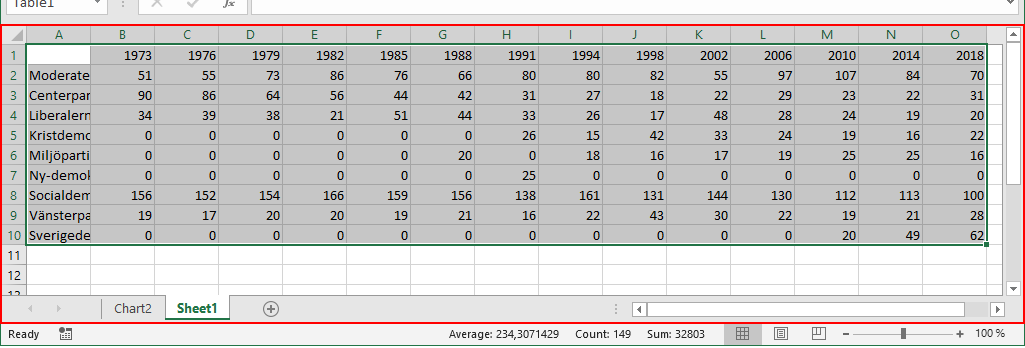 Table1 fx
A B C D E F G H I J K L M N O
1 1973 1976 1979 1982 1985 1988 1991 1994 1998 2002 2006 2010 2014 2018
2 Moderate 51 55 73 86 76 66 80 80 82 55 97 107 84 70
3 Centerpar 90 86 64 56 44 42 31 27 18 22 29 23 22 31
4 Liberalern 34 39 38 21 51 44 33 26 17 48 28 24 19 20
5 Kristdemo 0 0 0 0 0 0 26 15 42 33 24 19 16 22
6 Miljöparti 0 0 0 0 0 20 0 18 16 17 19 25 25 16
7 Ny-demok 0 0 0 0 0 0 25 0 0 0 0 0 0 0
8 Socialdem 156 152 154 166 159 156 138 161 131 144 130 112 113 100
9 Vänsterpa 19 17 20 20 19 21 16 22 43 30 22 19 21 28
10 Sverigede 0 0 0 0 0 0 0 0 0 0 0 20 49 62
11
12
13
Chart2 Sheet1
Ready Average: 234,3071429 Count: 149 Sum: 32803 100 %